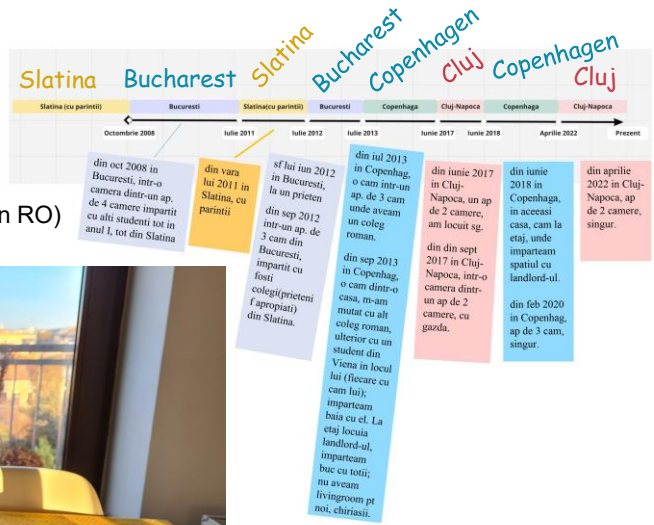 Slatina
Bucharest
Slatina
Bucharest
Copenhagen
Cluj
Copenhagen
Cluj
Slatina (cu parintii)
Bucuresti
Slatina(cu parintii)
Bucuresti
Copenhaga
Cluj-Napoca
Copenhaga
Cluj-Napoca
Octombrie 2008
Iulie 2011
Iulie 2012
Iulie 2013
Iunie 2017
Iunie 2018
Aprilie 2022
Prezent
n RO)
din oct 2008 in
Bucuresti, intr-o
camera dintr-un ap.
de 4 camere impartit
cu alti studenti tot in
anul I, tot din Slatina
din vara
lui 2011 in
Slatina, cu
parintii
sf lui iun 2012
in Bucuresti,
la un prieten
din sep 2012
intr-un ap. de
3 cam din
Bucuresti,
impartit cu
fosti
colegi(prieteni
f apropiati)
din Slatina.
din iul 2013
in Copenhag,
o cam intr-un
ap. de 3 cam
unde aveam
un coleg
roman.
din sep 2013
in Copenhag,
o cam dintr-o
casa, m-am
mutat cu alt
coleg roman,
ulterior cu un
student din
Viena in locul
lui (fiecare cu
cam lui);
imparteam
baia cu el. La
etaj locuia
landlord-ul,
imparteam
buc cu totii;
nu aveam
livingroom pt
noi, chiriasii.
din iunie 2017
in Cluj-
Napoca, un ap
de 2 camere,
am locuit sg.
din din sept
2017 in Cluj-
Napoca, intr-o
camera dintr-
un ap de 2
camere, cu
gazda.
din iunie
2018 in
Copenhaga,
in aceeasi
casa, cam la
etaj, unde
imparteam
spatiul cu
landlord-ul.
din feb 2020
in Copenhag,
ap de 3 cam,
singur.
din aprilie
2022 in Cluj-
Napoca, ap
de 2 camere,
singur.